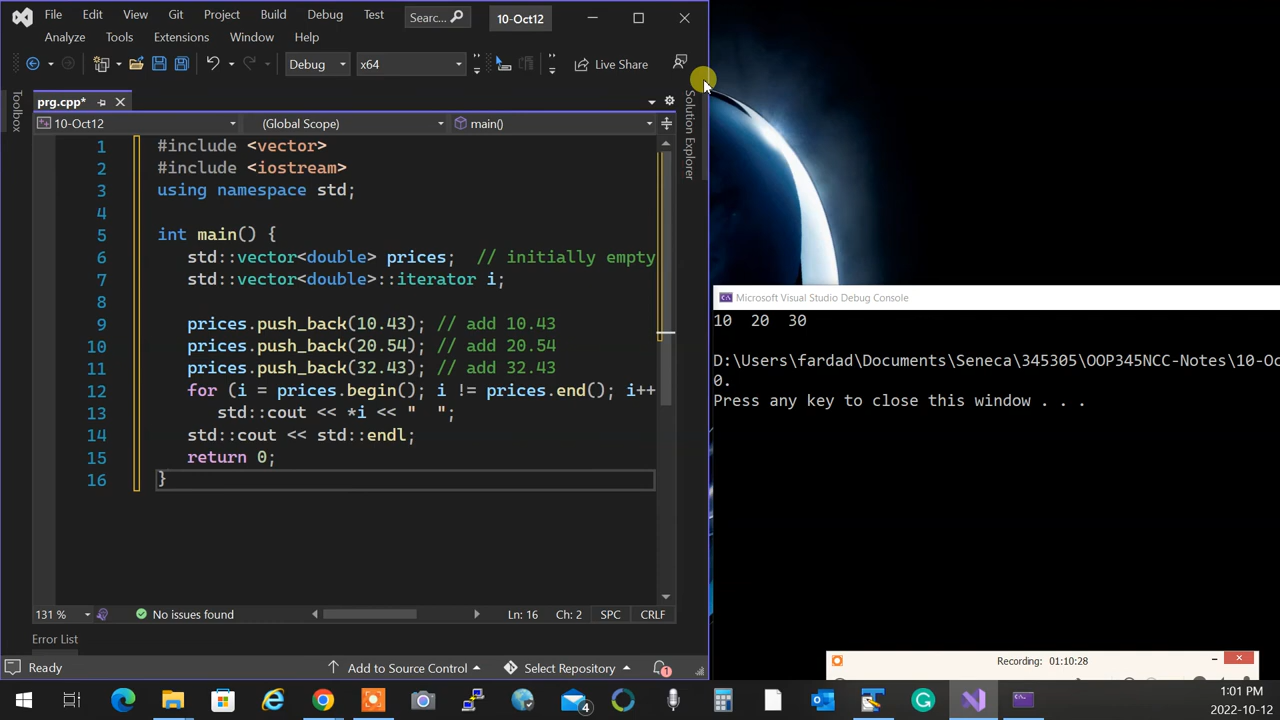 File Edit View Git Project Build Debug Test Searc... 10-Oct12
Analyze Tools Extensions Window Help
Debug x64 Live Share
Toolbox
prg.cpp*
Solution Explorer
10-Oct12 (Global Scope) main()
1 #include <vector>
2 #include <iostream>
3 using namespace std;
4
5 int main() {
6 std::vector<double> prices; // initially empty
7 std::vector<double>::iterator i;
8
9 prices.push_back(10.43); // add 10.43
10 prices.push_back(20.54); // add 20.54
11 prices.push_back(32.43); // add 32.43
12 for (i = prices.begin(); i != prices.end(); i++
13 std::cout << *i << "  ";
14 std::cout << std::endl;
15 return 0;
16 }
131 % No issues found Ln: 16 Ch: 2 SPC CRLF
Error List
Ready Add to Source Control Select Repository 1
Microsoft Visual Studio Debug Console
10 20 30
D:\Users\fardad\Documents\Seneca\345305\OOP345NCC-Notes\10-Oc
0.
Press any key to close this window . . .
Recording: 01:10:28
4
1:01 PM
2022-10-12